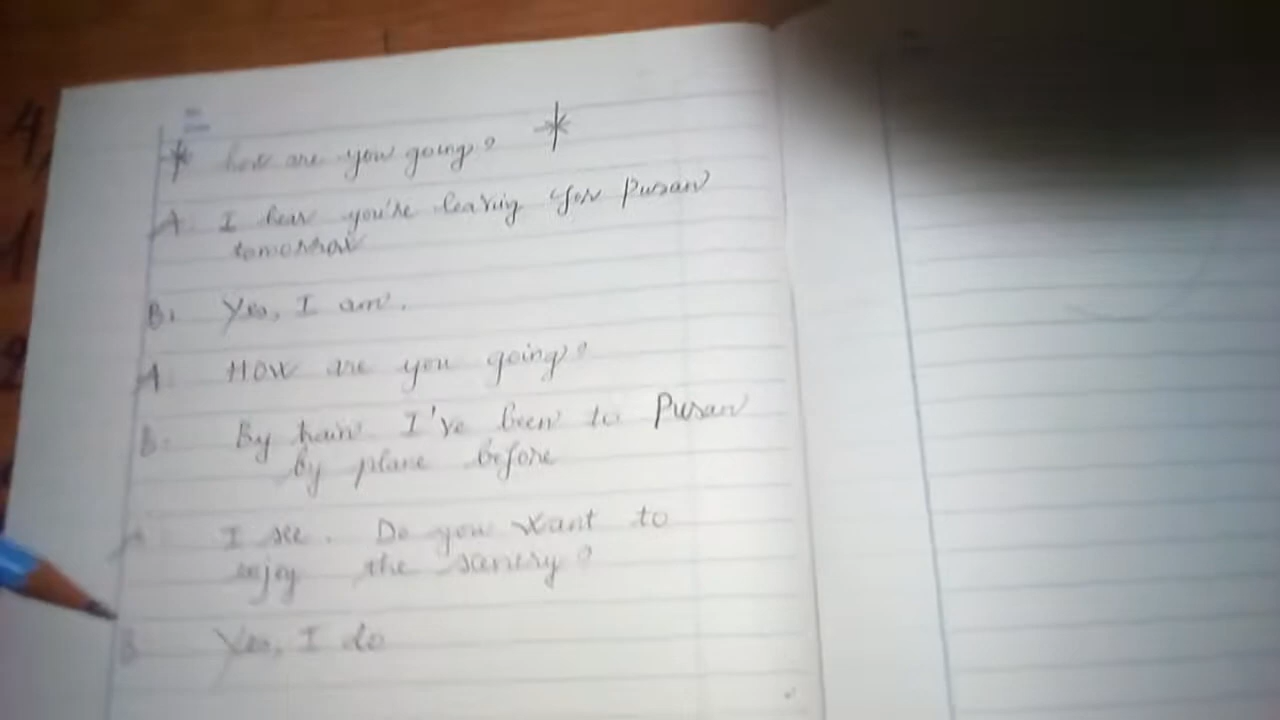 * How are you going? *
A. I hear you're leaving for Pusan
tomorrow
B. Yes, I am.
A. How are you going?
B. By train I've been to Pusan
by plane before
A I see. Do you want to
enjoy the scenery?
B Yes, I do